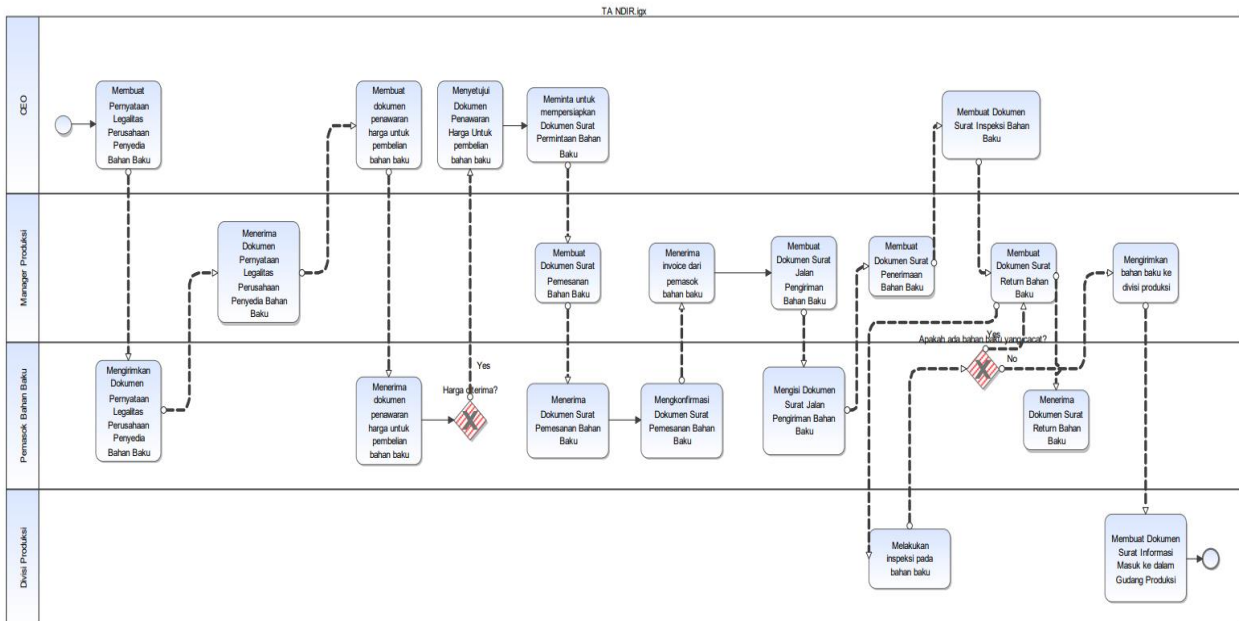 TA NDIR.igx
CEO
Membuat
Pernyataan
Legalitas
Perusahaan
Penyedia
Bahan Baku
Membuat
dokumen
penawaran
harga untuk
pembelian
bahan baku
Menyetujui
Dokumen
Penawaran
Harga Untuk
pembelian
bahan baku
Meminta untuk
mempersiapkan
Dokumen Surat
Permintaan Bahan
Baku
Membuat Dokumen
Surat Inspeksi Bahan
Baku
Manager Produksi
Menerima
Dokumen
Pernyataan
Legalitas
Perusahaan
Penyedia Bahan
Baku
Membuat
Dokumen Surat
Pemesanan
Bahan Baku
Menerima
invoice dari
pemasok
bahan baku
Membuat
Dokumen Surat
Jalan
Pengiriman
Bahan Baku
Membuat
Dokumen Surat
Penerimaan
Bahan Baku
Membuat
Dokumen Surat
Return Bahan
Baku
Mengirimkan
bahan baku ke
divisi produksi
Pemasok Bahan Baku
Mengirimkan
Dokumen
Pernyataan
Legalitas
Perusahaan
Penyedia
Bahan Baku
Menerima
dokumen
penawaran
harga untuk
pembelian
bahan baku
Yes
Harga diterima?
X
Menerima
Dokumen Surat
Pemesanan Bahan
Baku
Mengkonfirmasi
Dokumen Surat
Pemesanan Bahan
Baku
Mengisi Dokumen
Surat Jalan
Pengiriman Bahan
Baku
Yes
Apakah ada bahan baku yang cacat?
No
X
Menerima
Dokumen Surat
Return Bahan
Baku
Divisi Produksi
Melakukan
inspeksi pada
bahan baku
Membuat Dokumen
Surat Informasi
Masuk ke dalam
Gudang Produksi